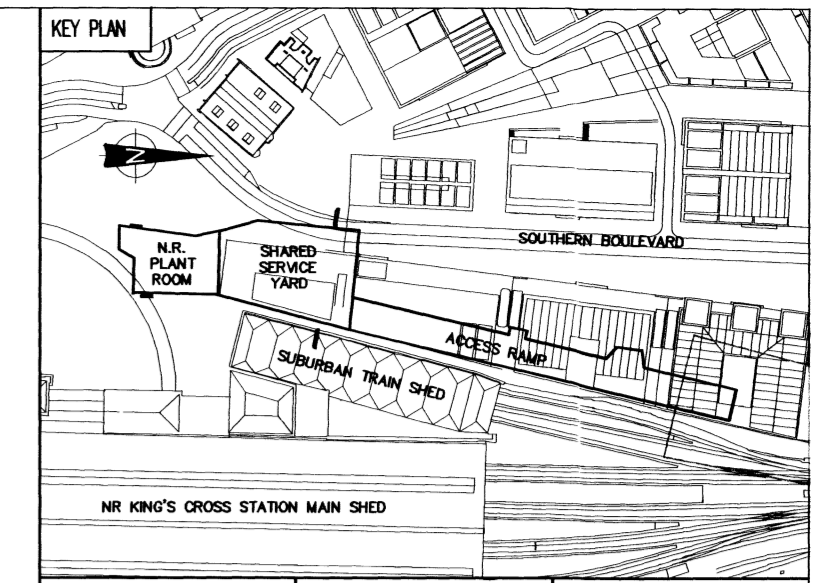 KEY PLAN
N
SOUTHERN BOULEVARD
N.R.
PLANT
ROOM
SHARED
SERVICE
YARD
ACCESS RAMP
SUBURBAN TRAIN SHED
NR KING'S CROSS STATION MAIN SHED